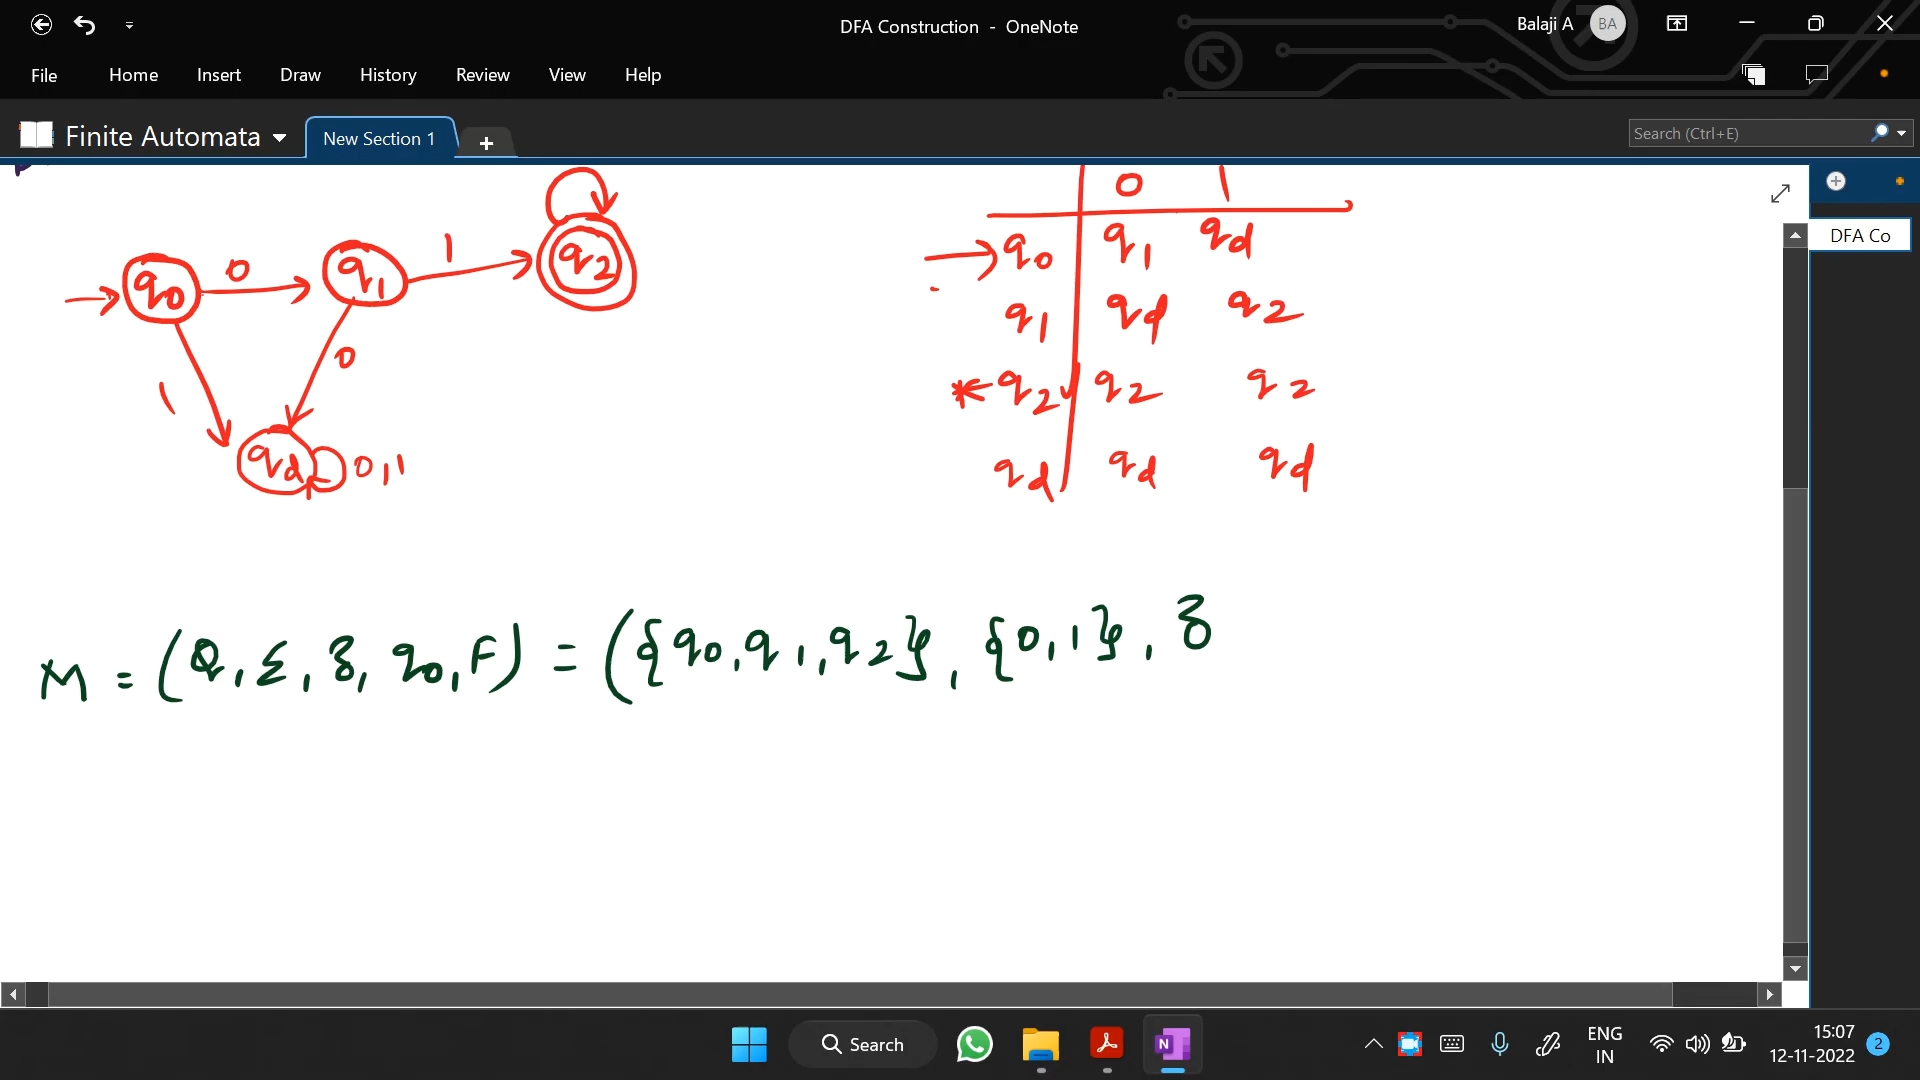 DFA Construction - OneNote
Balaji A BA
File Home Insert Draw History Review View Help
Finite Automata New Section 1 +
Search (Ctrl+E)
DFA Co
q0 0 q1 1 q2
1 0
qd 0,1
0 1
→q0 q1 qd
q1 qd q2
*q2 q2 q2
qd qd qd
M = (Q, Σ, δ, q0, F) = ({q0, q1, q2}, {0, 1}, δ
Search
N
ENG
IN
15:07
12-11-2022
2